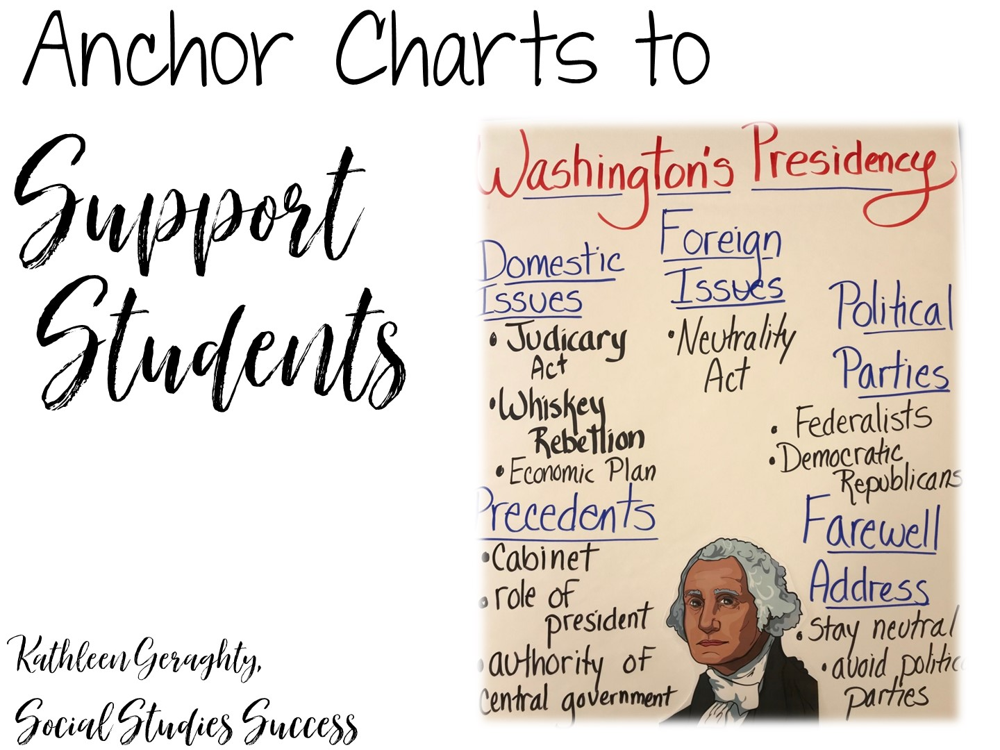 Anchor Charts to
Support
Students
Kathleen Geraghty,
Social Studies Success
Washington's Presidency
Domestic
Issues
• Judicary
Act
• Whiskey
Rebellion
• Economic Plan
Precedents
• Cabinet
• role of
president
• authority of
central government
Foreign
Issues
• Neutrality
Act
Political
Parties
• Federalists
• Democratic
Republicans
Farewell
Address
• Stay neutral
• avoid politic
parties